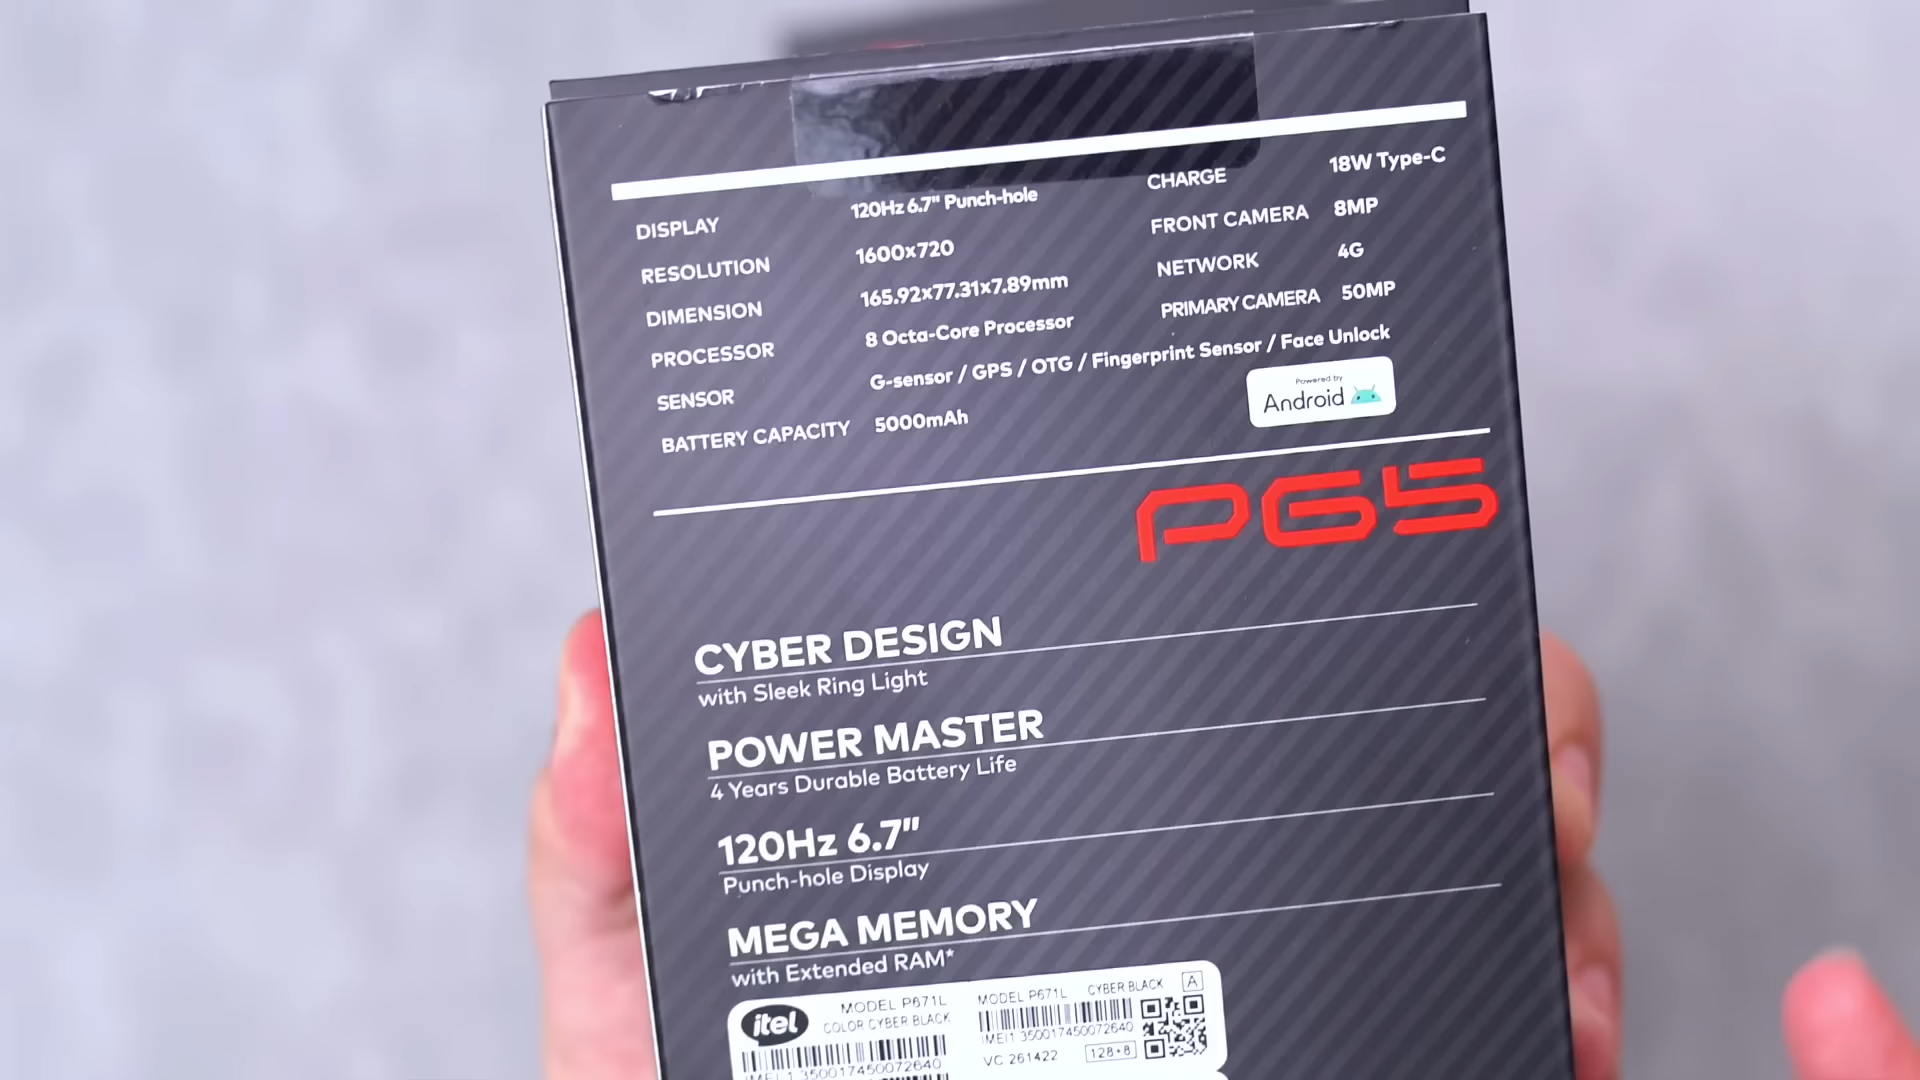 DISPLAY 120Hz 6.7" Punch-hole
RESOLUTION 1600x720
DIMENSION 165.92x77.31x7.89mm
PROCESSOR 8 Octa-Core Processor
SENSOR G-sensor / GPS / OTG / Fingerprint Sensor / Face Unlock
BATTERY CAPACITY 5000mAh
CHARGE 18W Type-C
FRONT CAMERA 8MP
NETWORK 4G
PRIMARY CAMERA 50MP
Powered by
Android
P65
CYBER DESIGN
with Sleek Ring Light
POWER MASTER
4 Years Durable Battery Life
120Hz 6.7"
Punch-hole Display
MEGA MEMORY
with Extended RAM*
itel
MODEL P671L
COLOR CYBER BLACK
IMEI 1 350017450072640
MODEL P671L CYBER BLACK A
IMEI1 350017450072640
VC 261422 128+8